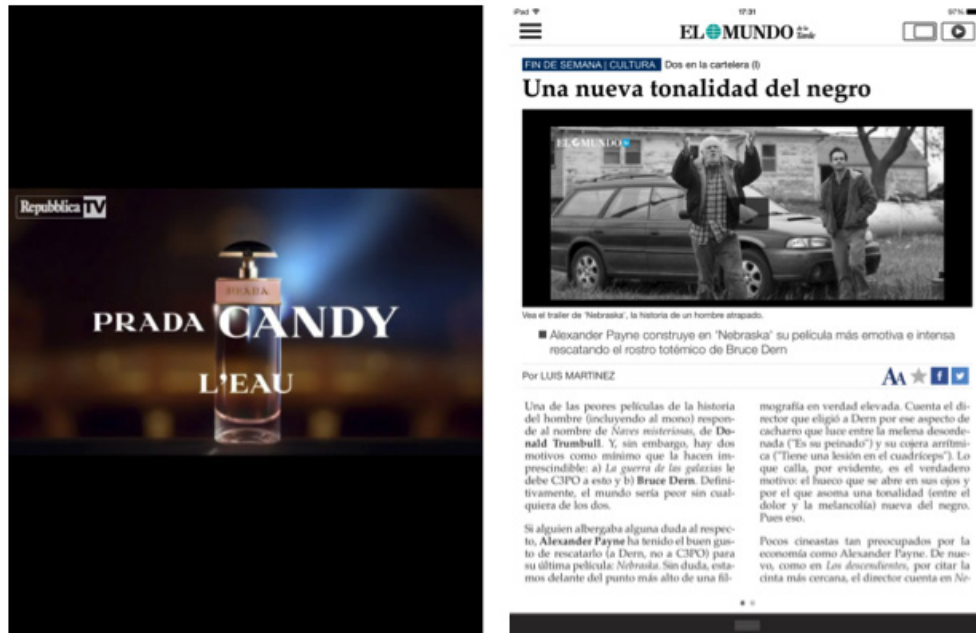 Repubblica TV
PRADA CANDY
L'EAU
PRADA
iPad
17:31
97%
EL MUNDO de la Tarde
FIN DE SEMANA | CULTURA Dos en la cartelera (I)
Una nueva tonalidad del negro
EL MUNDO TV
Vea el trailer de 'Nebraska', la historia de un hombre atrapado.
Alexander Payne construye en 'Nebraska' su película más emotiva e intensa
rescatando el rostro totémico de Bruce Dern
Por LUIS MARTÍNEZ
AA
Una de las peores películas de la historia
del hombre (incluyendo al mono) respon-
de al nombre de Naves misteriosas, de Do-
nald Trumbull. Y, sin embargo, hay dos
motivos como mínimo que la hacen im-
prescindible: a) La guerra de las galaxias le
debe C3PO a esto y b) Bruce Dern. Defini-
tivamente, el mundo sería peor sin cual-
quiera de los dos.
Si alguien albergaba alguna duda al respec-
to, Alexander Payne ha tenido el buen gus-
to de rescatarlo (a Dern, no a C3PO) para
su última película: Nebraska. Sin duda, esta-
mos delante del punto más alto de una fil-
mografía en verdad elevada. Cuenta el di-
rector que eligió a Dern por ese aspecto de
cacharro que luce entre la melena desorde-
nada ("Es su peinado") y su cojera arrítmi-
ca ("Tiene una lesión en el cuadríceps"). Lo
que calla, por evidente, es el verdadero
motivo: el hueco que se abre en sus ojos y
por el que asoma una tonalidad (entre el
dolor y la melancolía) nueva del negro.
Pues eso.
Pocos cineastas tan preocupados por la
economía como Alexander Payne. De nue-
vo, como en Los descendientes, por citar la
cinta más cercana, el director cuenta en Ne-